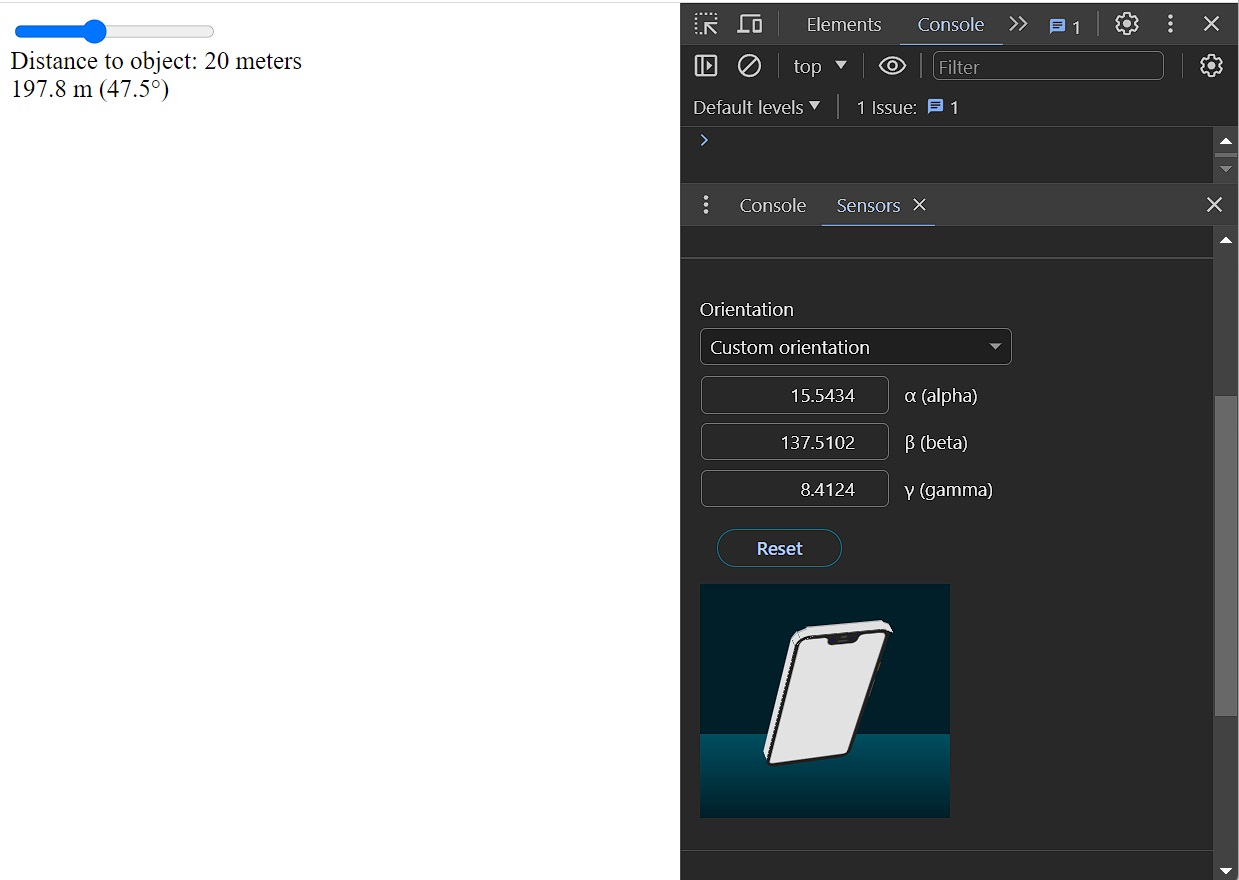 Distance to object: 20 meters
197.8 m (47.5°)
Elements Console 1
top Filter
Default levels 1 Issue: 1
Console Sensors
Orientation
Custom orientation
15.5434 α (alpha)
137.5102 β (beta)
8.4124 γ (gamma)
Reset